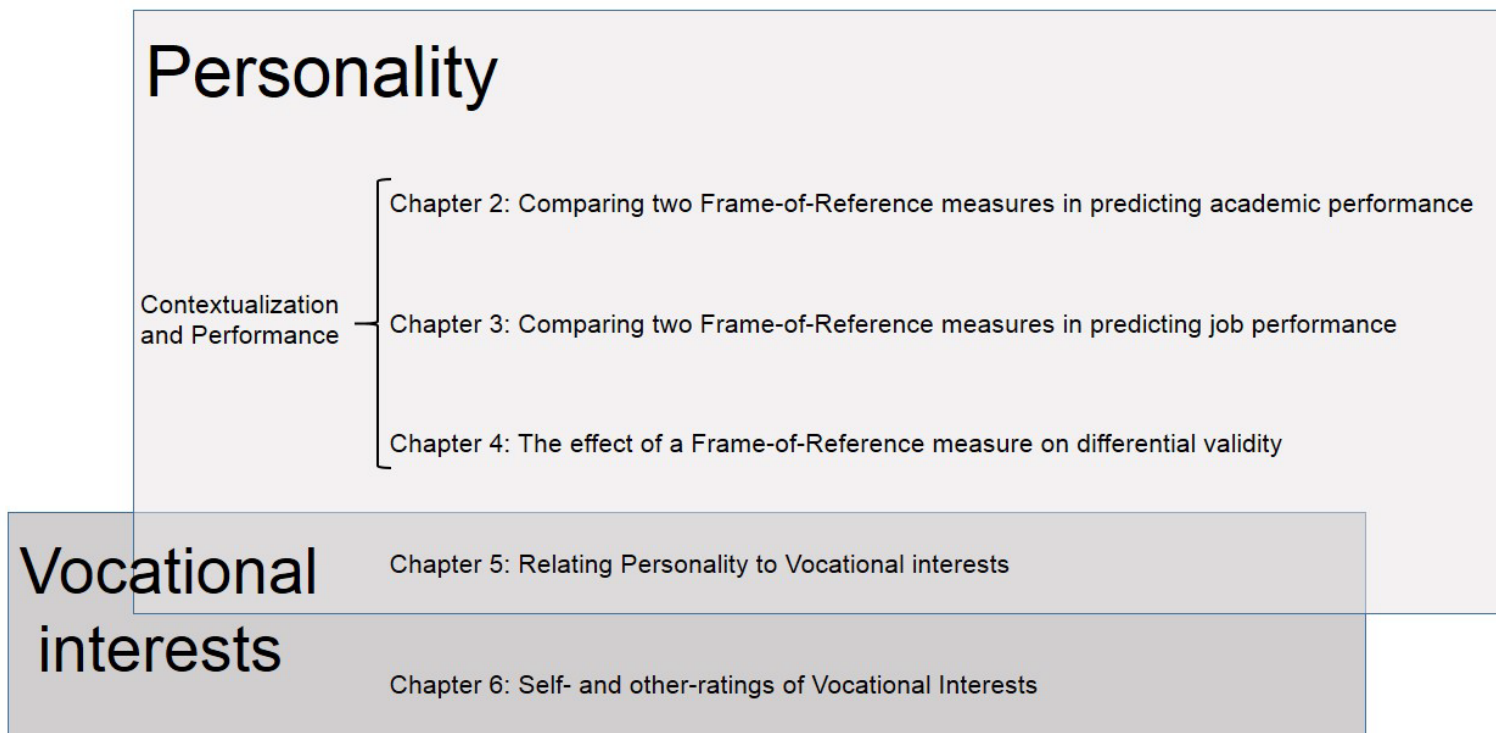 Personality
Chapter 2: Comparing two Frame-of-Reference measures in predicting academic performance
Contextualization
and Performance
Chapter 3: Comparing two Frame-of-Reference measures in predicting job performance
Chapter 4: The effect of a Frame-of-Reference measure on differential validity
Vocational
interests
Chapter 5: Relating Personality to Vocational interests
Chapter 6: Self- and other-ratings of Vocational Interests